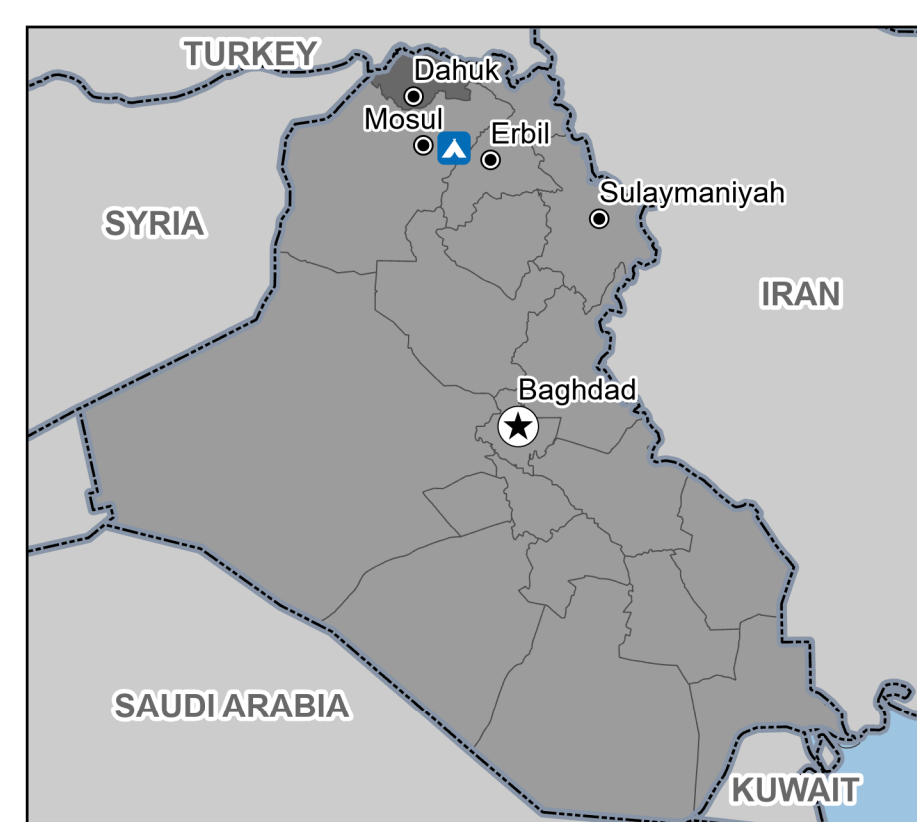 TURKEY
Dahuk
Mosul
Erbil
Sulaymaniyah
SYRIA
IRAN
Baghdad
SAUDI ARABIA
KUWAIT